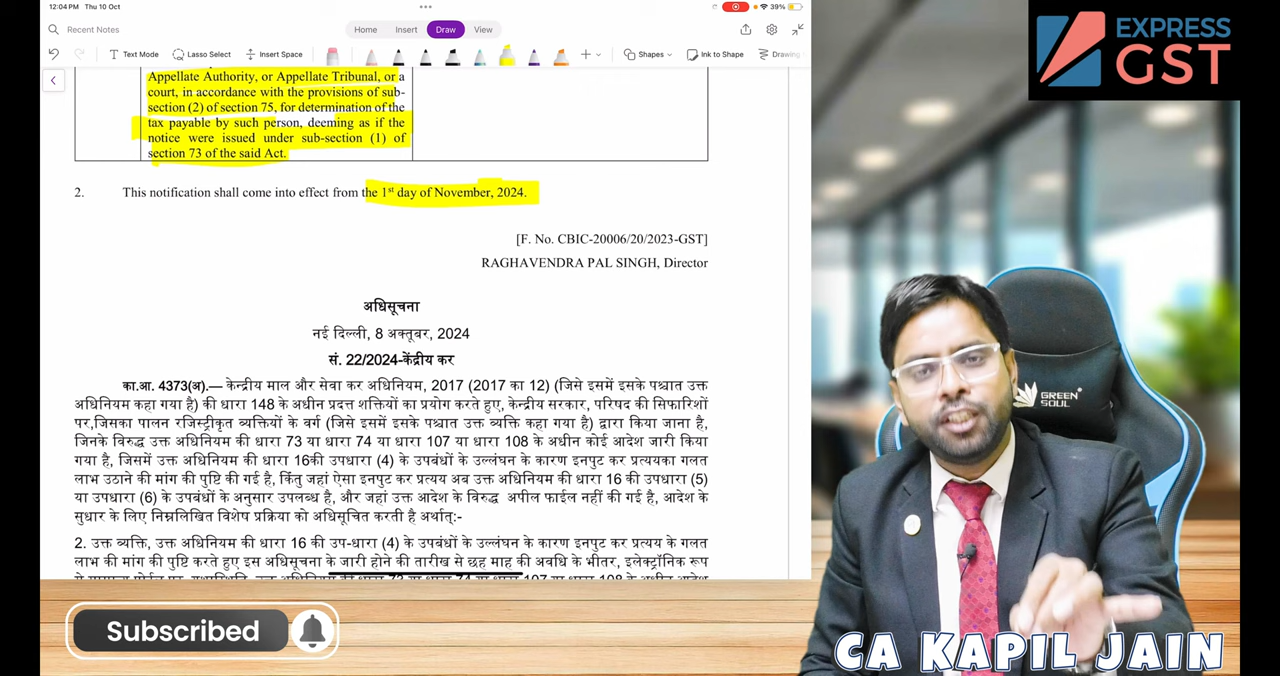 12:04 PM Thu 10 Oct
39%
Recent Notes
Home Insert Draw View
Text Mode Lasso Select Insert Space Shapes Ink to Shape Drawing
Appellate Authority, or Appellate Tribunal, or a
court, in accordance with the provisions of sub-
section (2) of section 75, for determination of the
tax payable by such person, deeming as if the
notice were issued under sub-section (1) of
section 73 of the said Act.
2. This notification shall come into effect from the 1st day of November, 2024.
[F. No. CBIC-20006/20/2023-GST]
RAGHAVENDRA PAL SINGH, Director
अधिसूचना
नई दिल्ली, 8 अक्तूबर, 2024
सं. 22/2024-केंद्रीय कर
का.आ. 4373(अ).— केन्द्रीय माल और सेवा कर अधिनियम, 2017 (2017 का 12) (जिसे इसमें इसके पश्चात उक्त
अधिनियम कहा गया है) की धारा 148 के अधीन प्रदत्त शक्तियों का प्रयोग करते हुए, केन्द्रीय सरकार, परिषद की सिफारिशों
पर,जिसका पालन रजिस्ट्रीकृत व्यक्तियों के वर्ग (जिसे इसमें इसके पश्चात उक्त व्यक्ति कहा गया है) द्वारा किया जाना है,
जिनके विरुद्ध उक्त अधिनियम की धारा 73 या धारा 74 या धारा 107 या धारा 108 के अधीन कोई आदेश जारी किया
गया है, जिसमें उक्त अधिनियम की धारा 16की उपधारा (4) के उपबंधों के उल्लंघन के कारण इनपुट कर प्रत्ययका गलत
लाभ उठाने की मांग की पुष्टि की गई है, किंतु जहां ऐसा इनपुट कर प्रत्यय अब उक्त अधिनियम की धारा 16 की उपधारा (5)
या उपधारा (6) के उपबंधों के अनुसार उपलब्ध है, और जहां उक्त आदेश के विरुद्ध अपील फाईल नहीं की गई है, आदेश के
सुधार के लिए निम्नलिखित विशेष प्रक्रिया को अधिसूचित करती है अर्थात्:-
2. उक्त व्यक्ति, उक्त अधिनियम की धारा 16 की उप-धारा (4) के उपबंधों के उल्लंघन के कारण इनपुट कर प्रत्यय के गलत
लाभ की मांग की पुष्टि करते हुए इस अधिसूचना के जारी होने की तारीख से छह माह की अवधि के भीतर, इलेक्ट्रॉनिक रूप
EXPRESS
GST
GREEN
SOUL
Subscribed
CA KAPIL JAIN